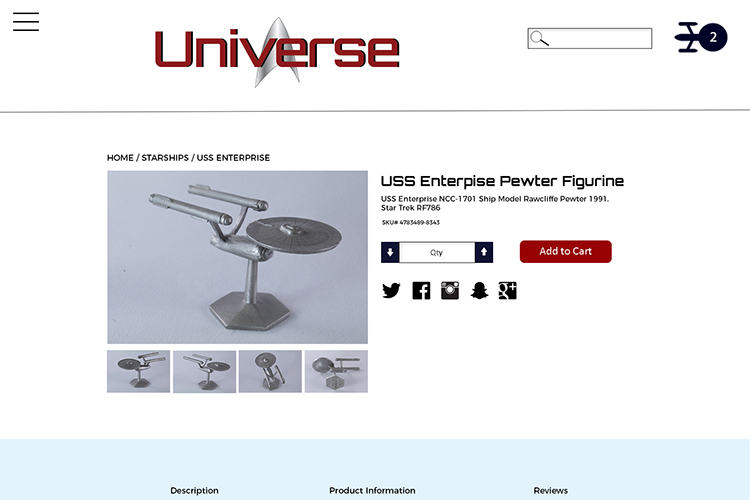 Universe
2
HOME / STARSHIPS / USS ENTERPRISE
USS Enterpise Pewter Figurine
USS Enterprise NCC-1701 Ship Model Rawcliffe Pewter 1991.
Star Trek RF786
SKU# 4783489-8343
Qty
Add to Cart
Description
Product Information
Reviews